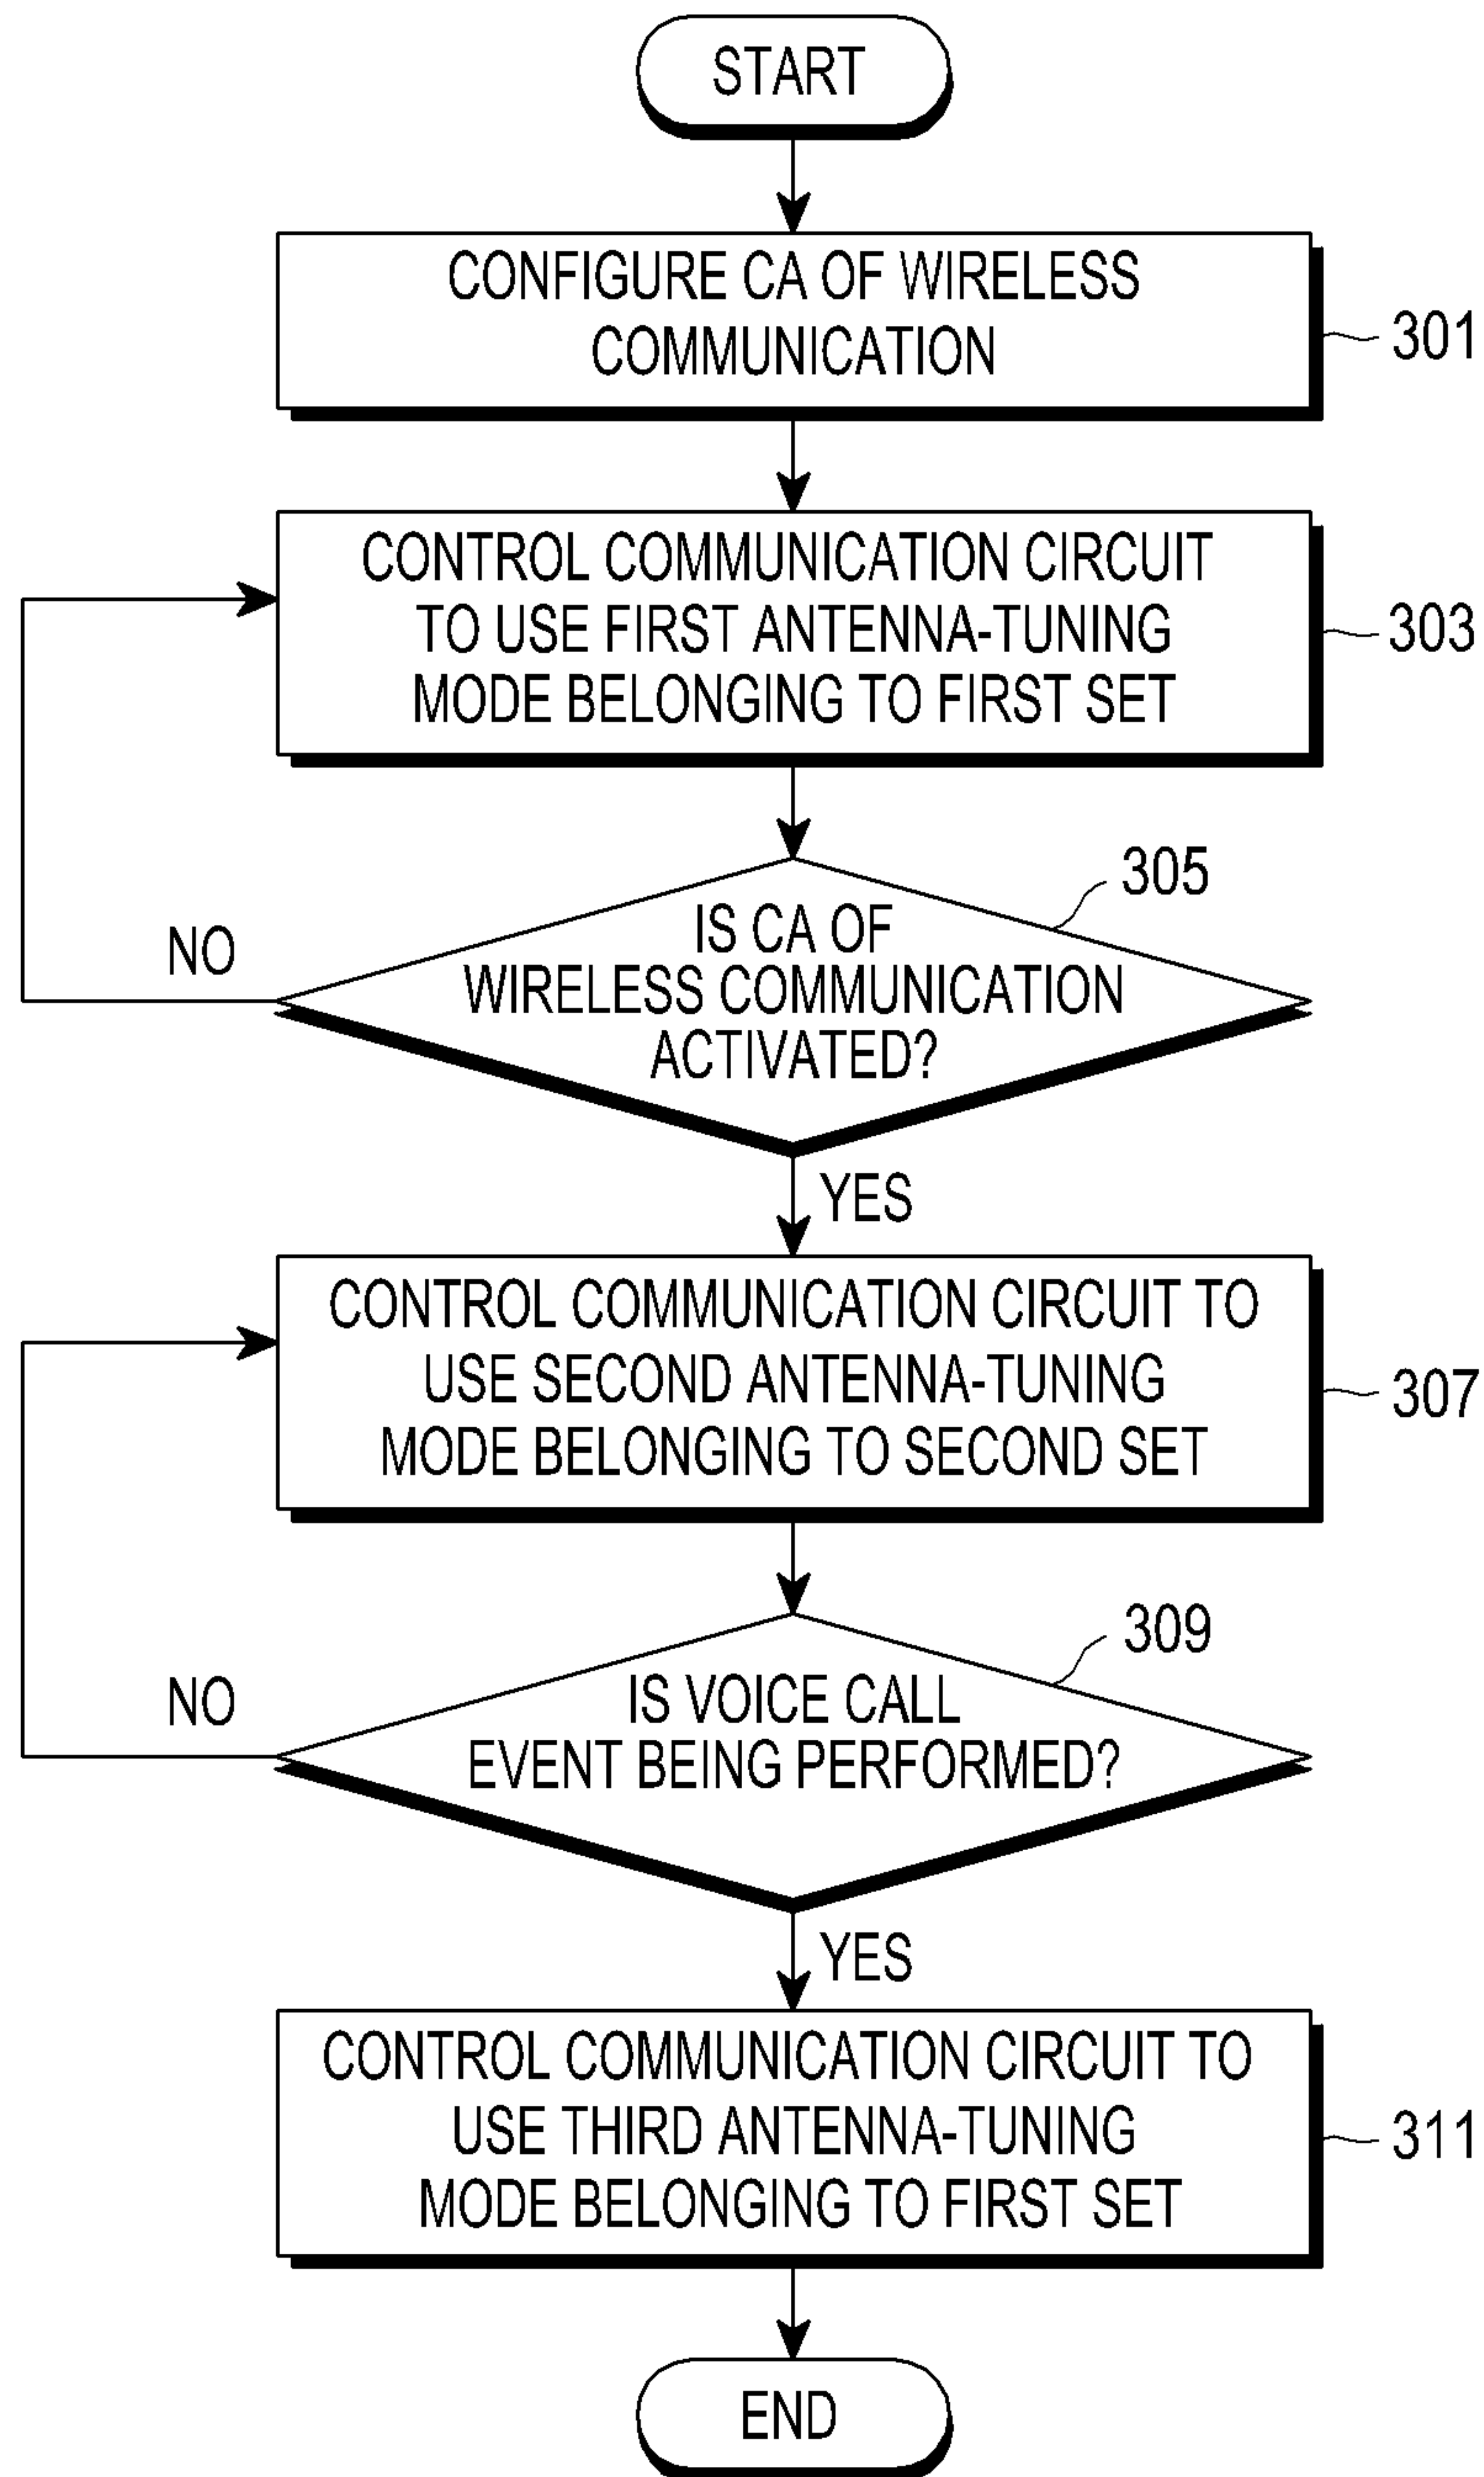 START
CONFIGURE CA OF WIRELESS
COMMUNICATION
301
CONTROL COMMUNICATION CIRCUIT
TO USE FIRST ANTENNA-TUNING
MODE BELONGING TO FIRST SET
303
305
IS CA OF
WIRELESS COMMUNICATION
ACTIVATED?
NO
YES
CONTROL COMMUNICATION CIRCUIT TO
USE SECOND ANTENNA-TUNING
MODE BELONGING TO SECOND SET
307
309
IS VOICE CALL
EVENT BEING PERFORMED?
NO
YES
CONTROL COMMUNICATION CIRCUIT TO
USE THIRD ANTENNA-TUNING
MODE BELONGING TO FIRST SET
311
END